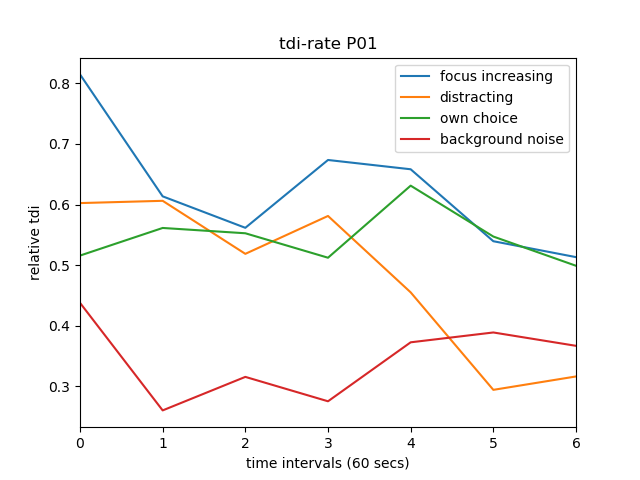 tdi-rate P01
focus increasing
distracting
own choice
background noise
relative tdi
0.8
0.7
0.6
0.5
0.4
0.3
0 1 2 3 4 5 6
time intervals (60 secs)